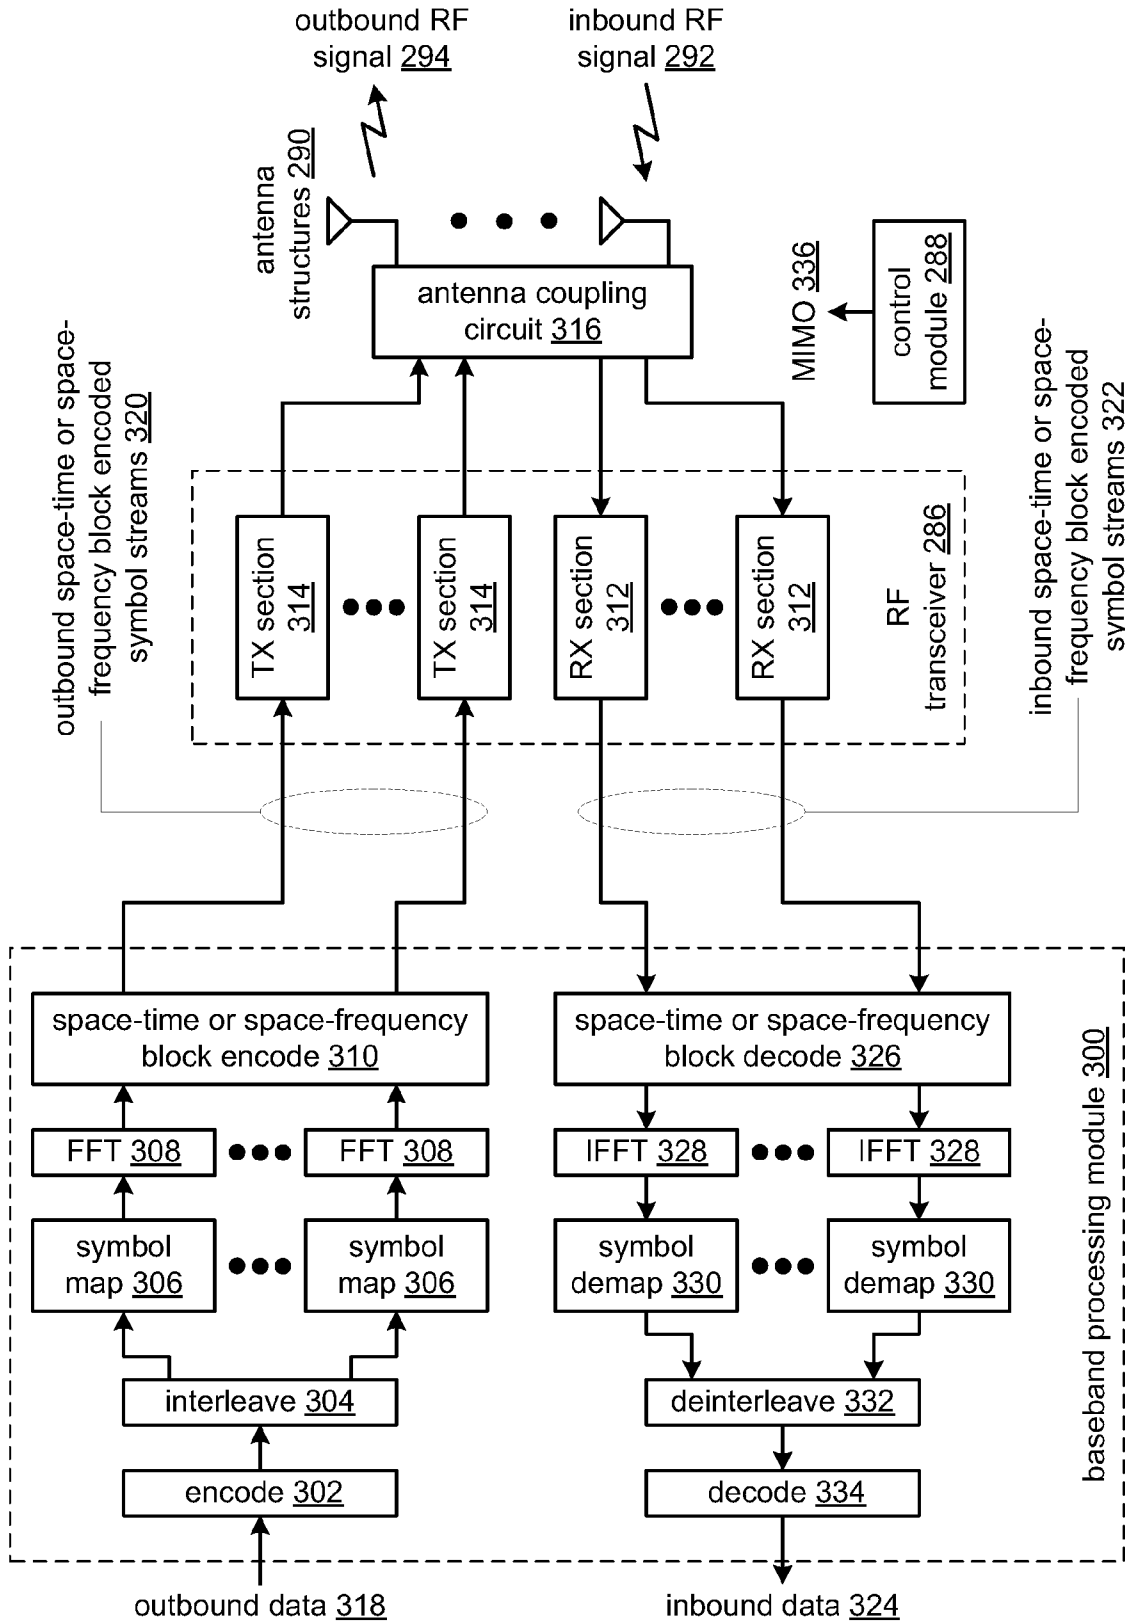 outbound RF
signal 294
inbound RF
signal 292
antenna
structures 290
antenna coupling
circuit 316
MIMO 336
control
module 288
outbound space-time or space-
frequency block encoded
symbol streams 320
TX section
314
TX section
314
RX section
312
RX section
312
RF
transceiver 286
inbound space-time or space-
frequency block encoded
symbol streams 322
space-time or space-frequency
block encode 310
space-time or space-frequency
block decode 326
FFT 308
FFT 308
IFFT 328
IFFT 328
symbol
map 306
symbol
map 306
symbol
demap 330
symbol
demap 330
interleave 304
deinterleave 332
encode 302
decode 334
baseband processing module 300
outbound data 318
inbound data 324